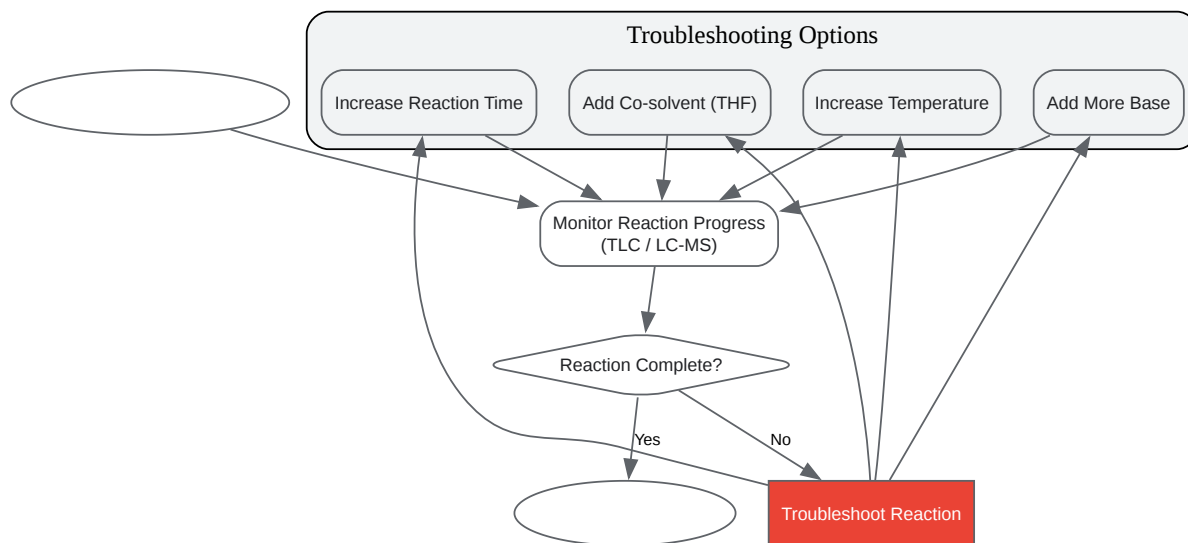 Troubleshooting Options
Increase Reaction Time
Add Co-solvent (THF)
Increase Temperature
Add More Base
Monitor Reaction Progress
(TLC / LC-MS)
Reaction Complete?
Yes
No
Troubleshoot Reaction